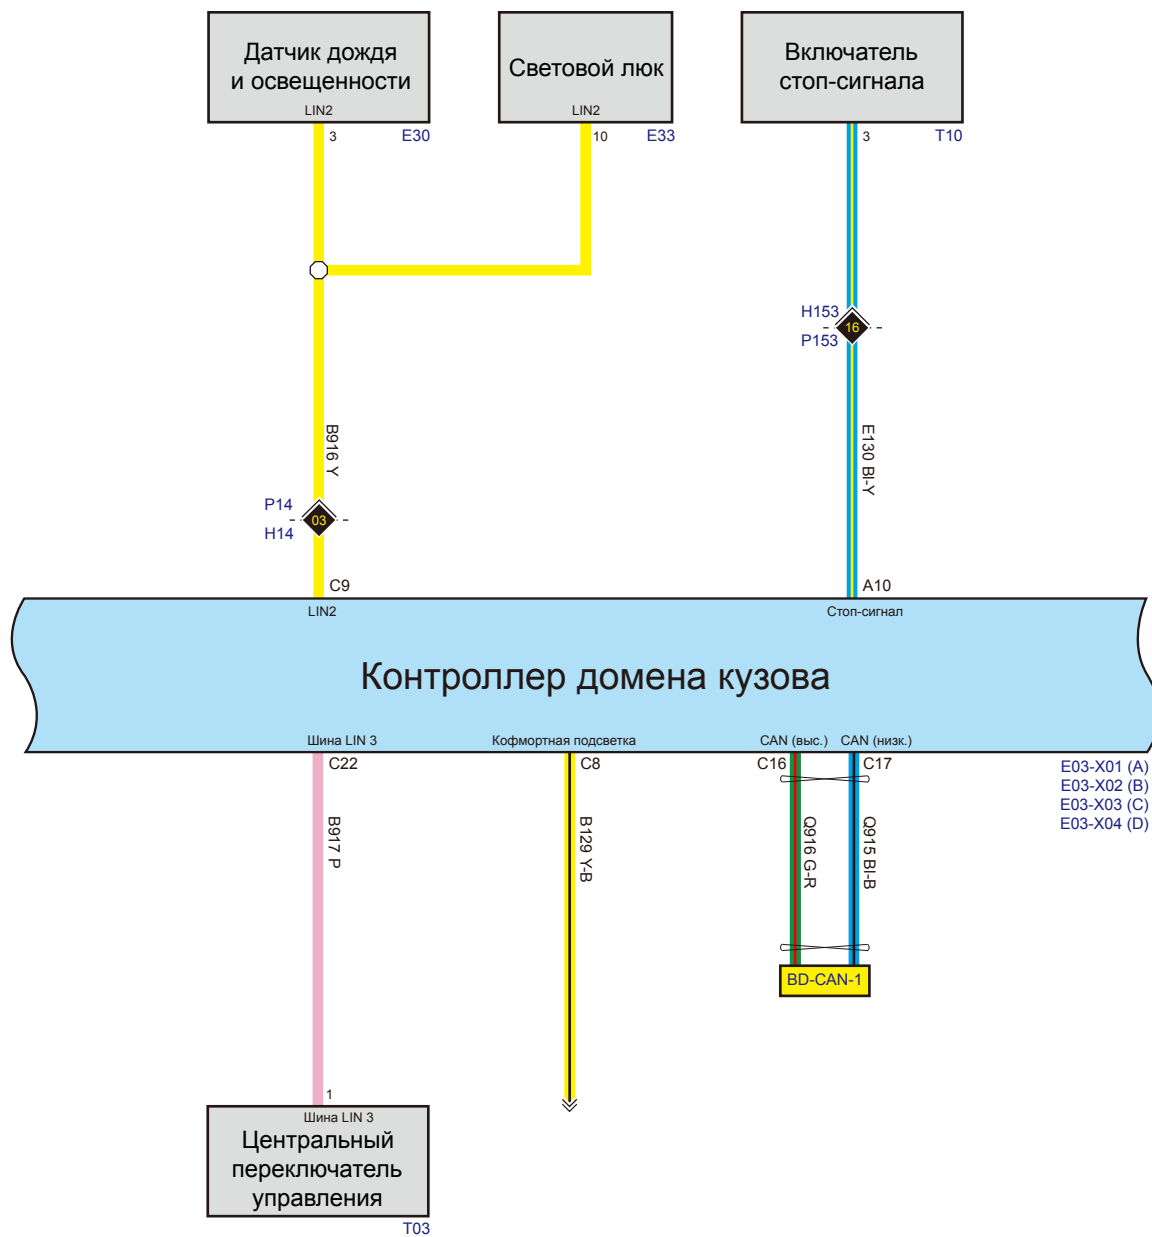 Датчик дождя
и освещенности
LIN2
3
E30
Световой люк
LIN2
10
E33
Включатель
стоп-сигнала
3
T10
H153
16
P153
B916 Y
E130 Bl-Y
P14
03
H14
C9
A10
LIN2
Стоп-сигнал
Контроллер домена кузова
Шина LIN 3
Кофмортная подсветка
CAN (выс.)
CAN (низк.)
C22
C8
C16
C17
E03-X01 (A)
E03-X02 (B)
E03-X03 (C)
E03-X04 (D)
B917 P
B129 Y-B
Q916 G-R
Q915 Bl-B
BD-CAN-1
1
Шина LIN 3
Центральный
переключатель
управления
T03